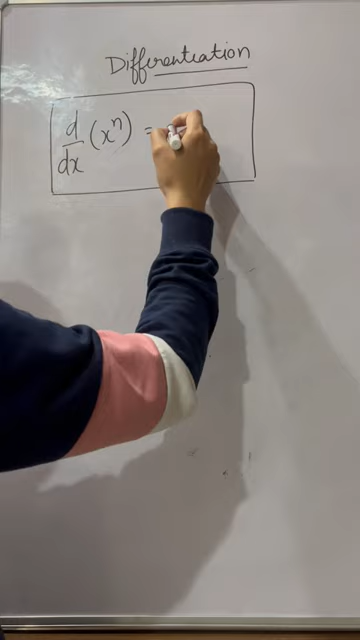 Differentiation
d/dx (xⁿ) =